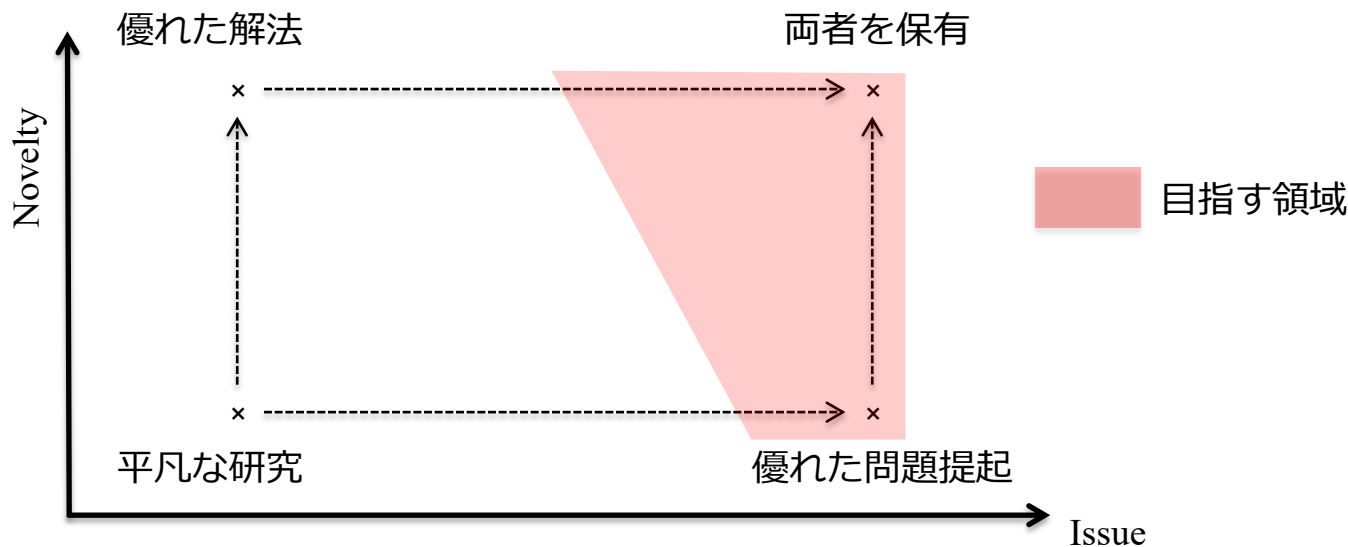 優れた解法
両者を保有
Novelty
目指す領域
平凡な研究
優れた問題提起
Issue